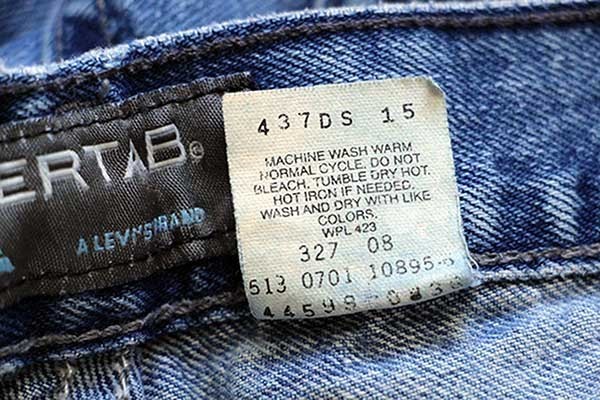 ERTAB®
A LEVI'S BRAND
437DS 15
MACHINE WASH WARM
NORMAL CYCLE. DO NOT
BLEACH. TUMBLE DRY HOT.
HOT IRON IF NEEDED.
WASH AND DRY WITH LIKE
COLORS.
WPL 423
327 08
513 0701 10895-